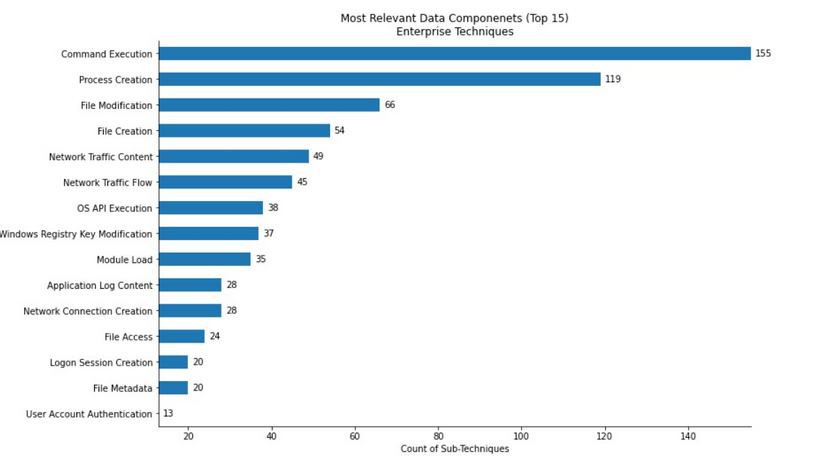 Most Relevant Data Componenets (Top 15)
Enterprise Techniques
Command Execution 155
Process Creation 119
File Modification 66
File Creation 54
Network Traffic Content 49
Network Traffic Flow 45
OS API Execution 38
Windows Registry Key Modification 37
Module Load 35
Application Log Content 28
Network Connection Creation 28
File Access 24
Logon Session Creation 20
File Metadata 20
User Account Authentication 13
20 40 60 80 100 120 140
Count of Sub-Techniques